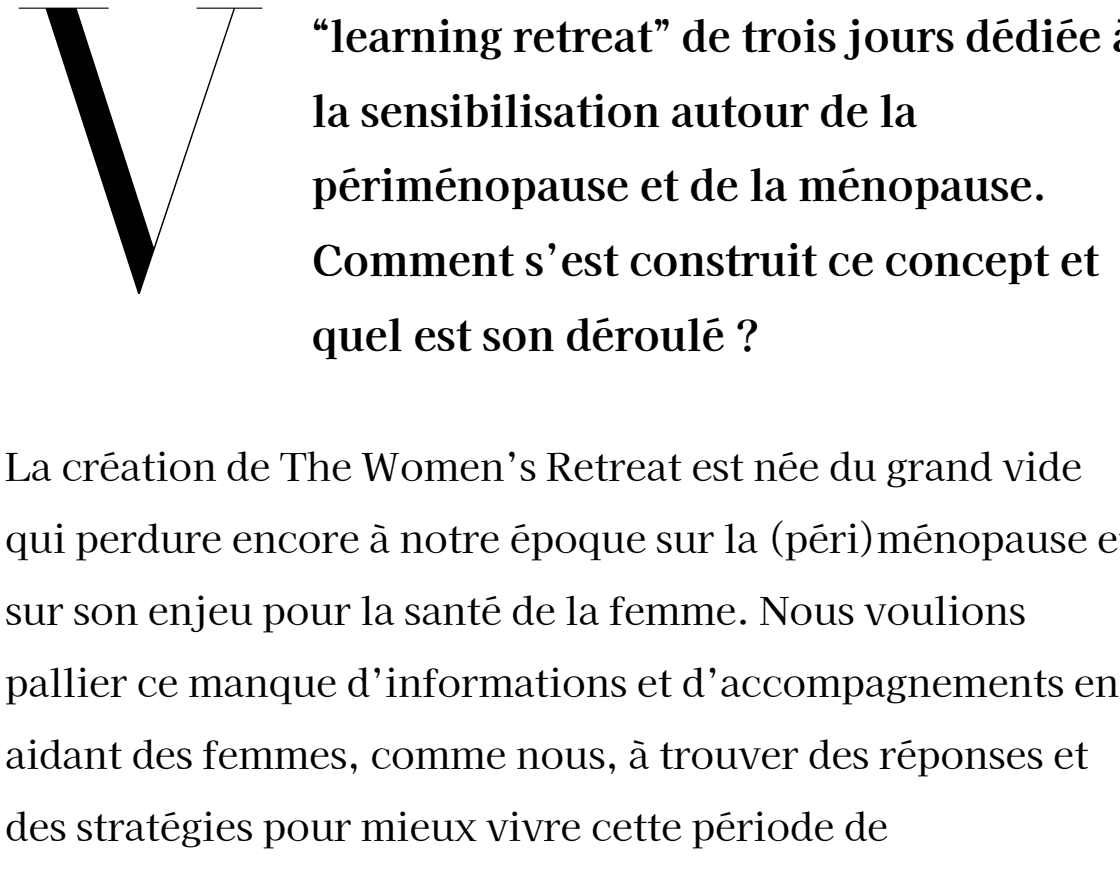 V
“learning retreat” de trois jours dédiée à
la sensibilisation autour de la
périménopause et de la ménopause.
Comment s’est construit ce concept et
quel est son déroulé ?
La création de The Women’s Retreat est née du grand vide
qui perdure encore à notre époque sur la (péri)ménopause et
sur son enjeu pour la santé de la femme. Nous voulions
pallier ce manque d’informations et d’accompagnements en
aidant des femmes, comme nous, à trouver des réponses et
des stratégies pour mieux vivre cette période de